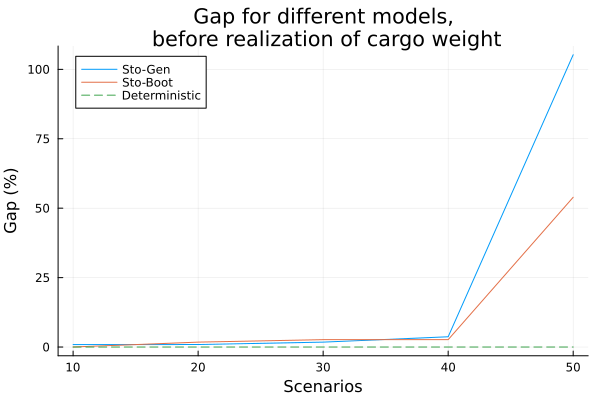 Gap for different models,
before realization of cargo weight
Sto-Gen
Sto-Boot
Deterministic
Gap (%)
100
75
50
25
0
10 20 30 40 50
Scenarios